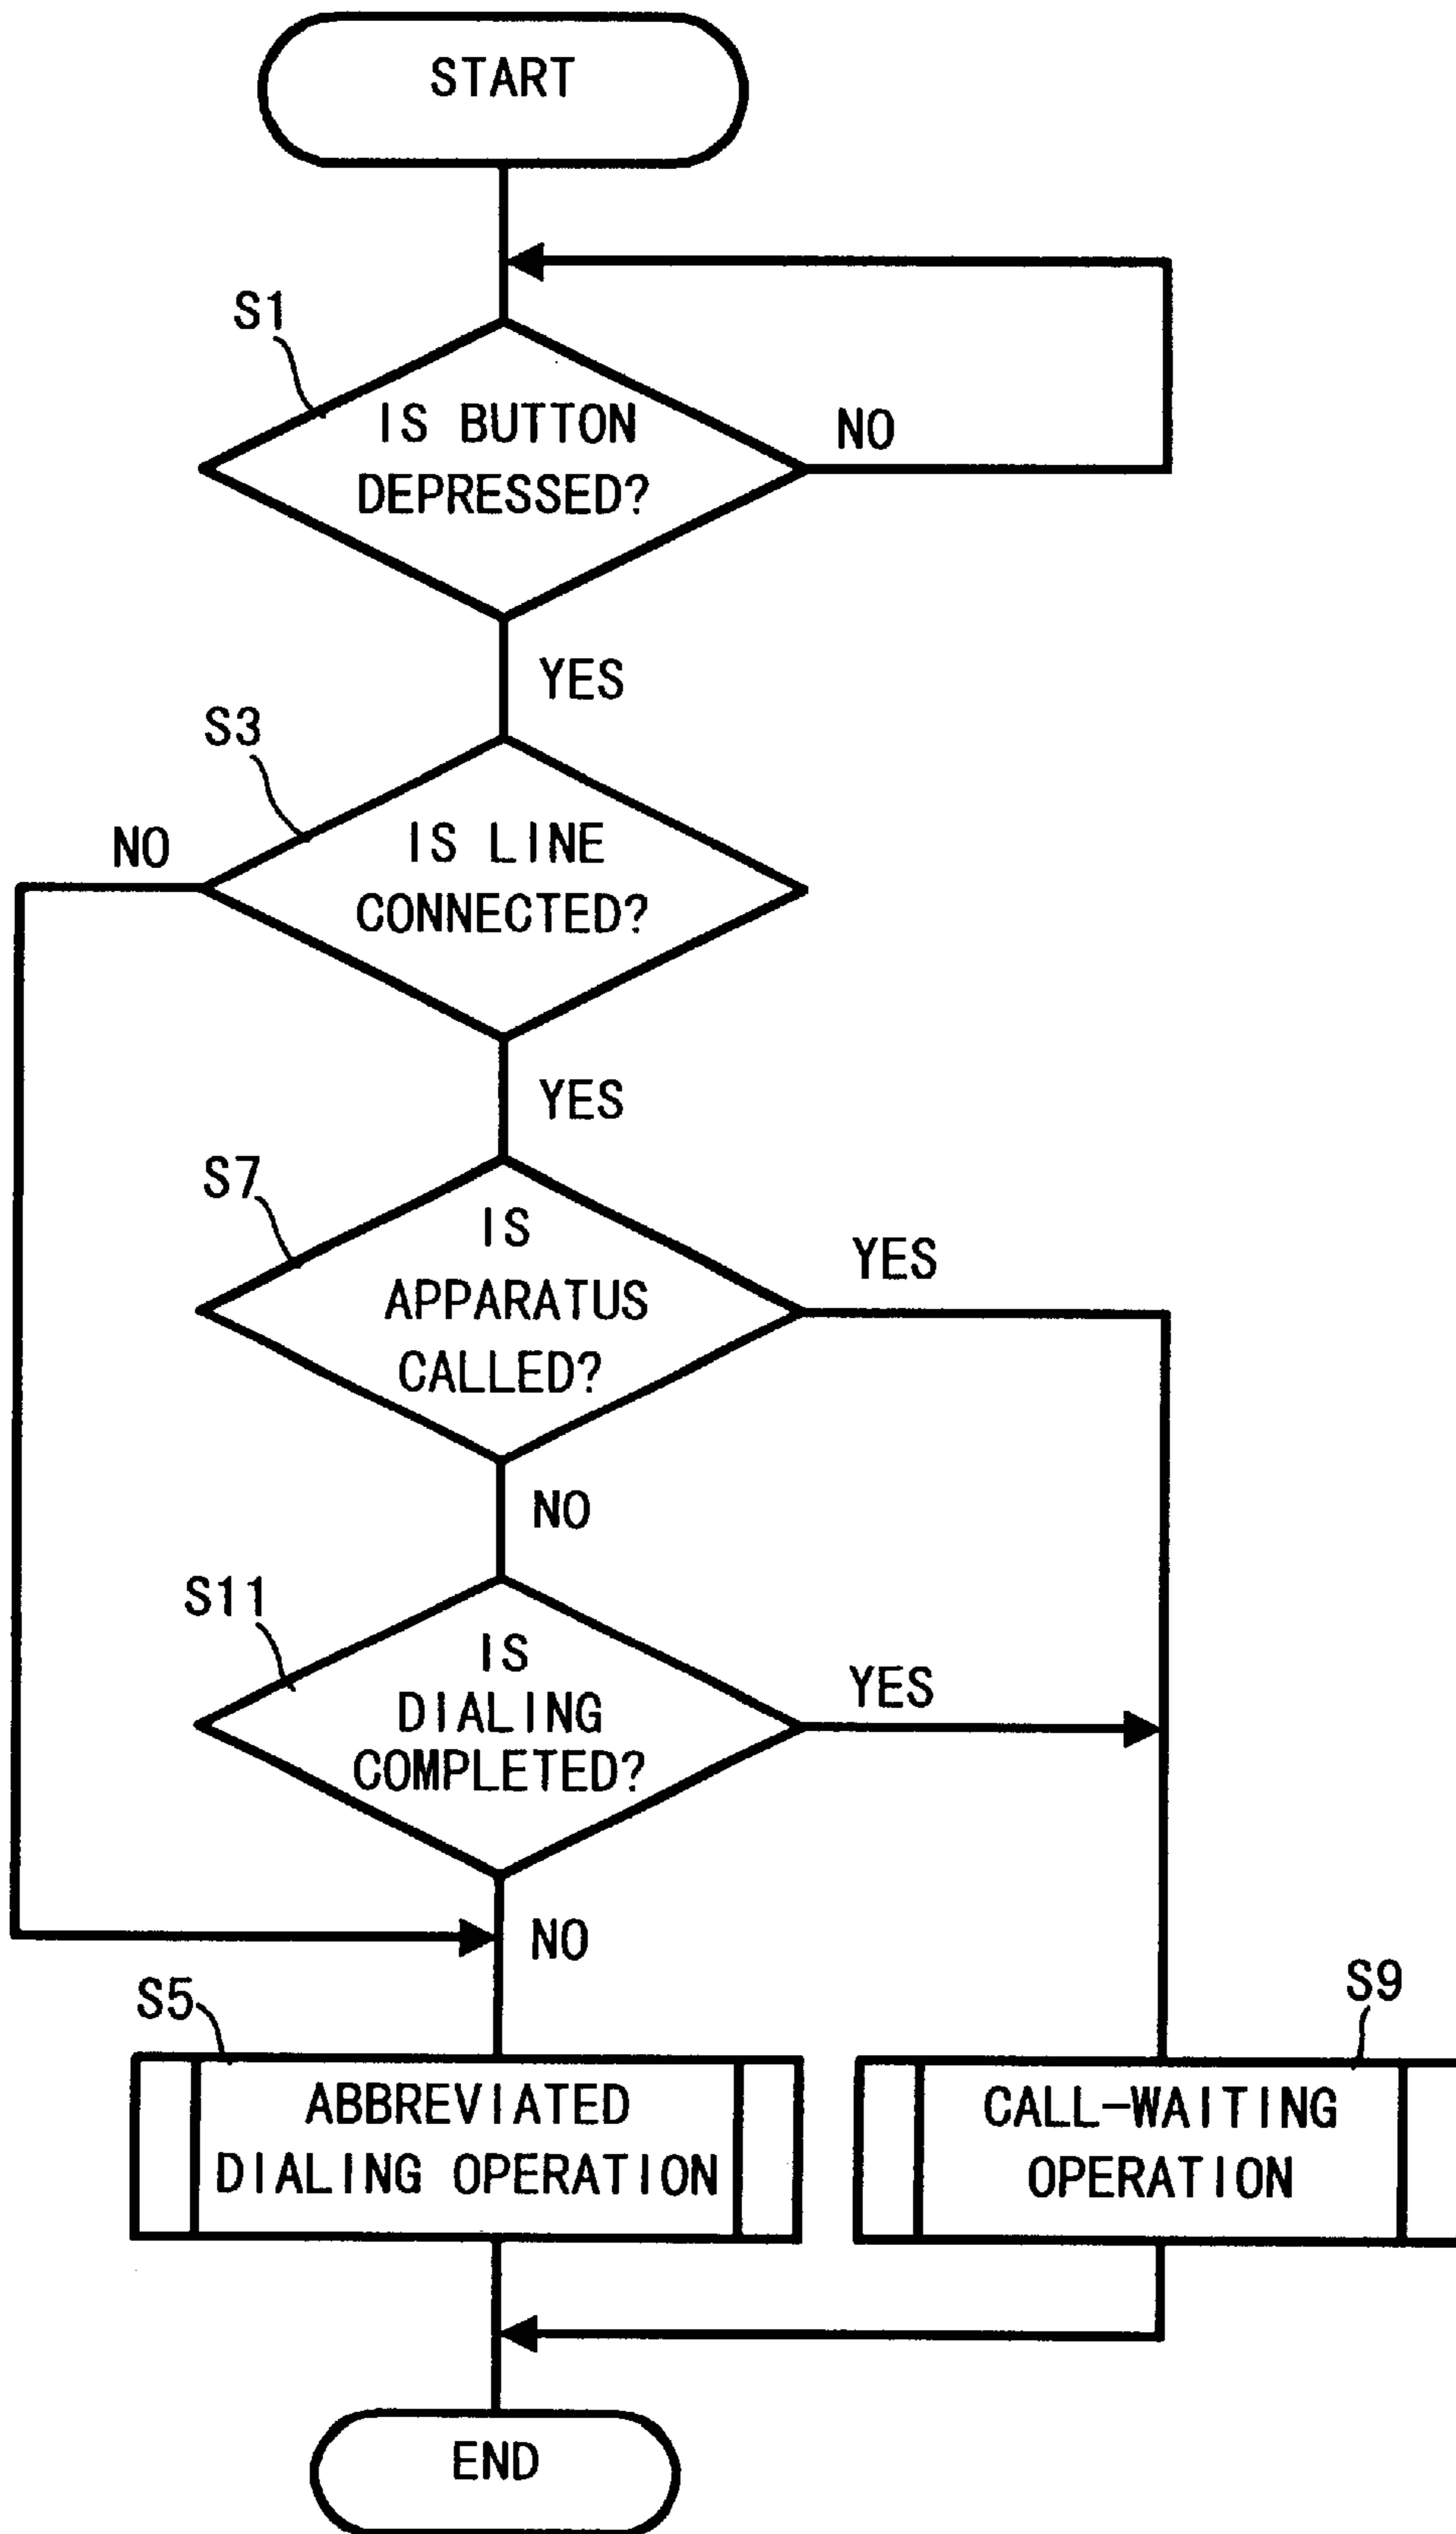 START
S1
IS BUTTON
DEPRESSED?
NO
YES
S3
NO
IS LINE
CONNECTED?
YES
S7
IS
APPARATUS
CALLED?
YES
NO
S11
IS
DIALING
COMPLETED?
YES
NO
S5
ABBREVIATED
DIALING OPERATION
S9
CALL-WAITING
OPERATION
END